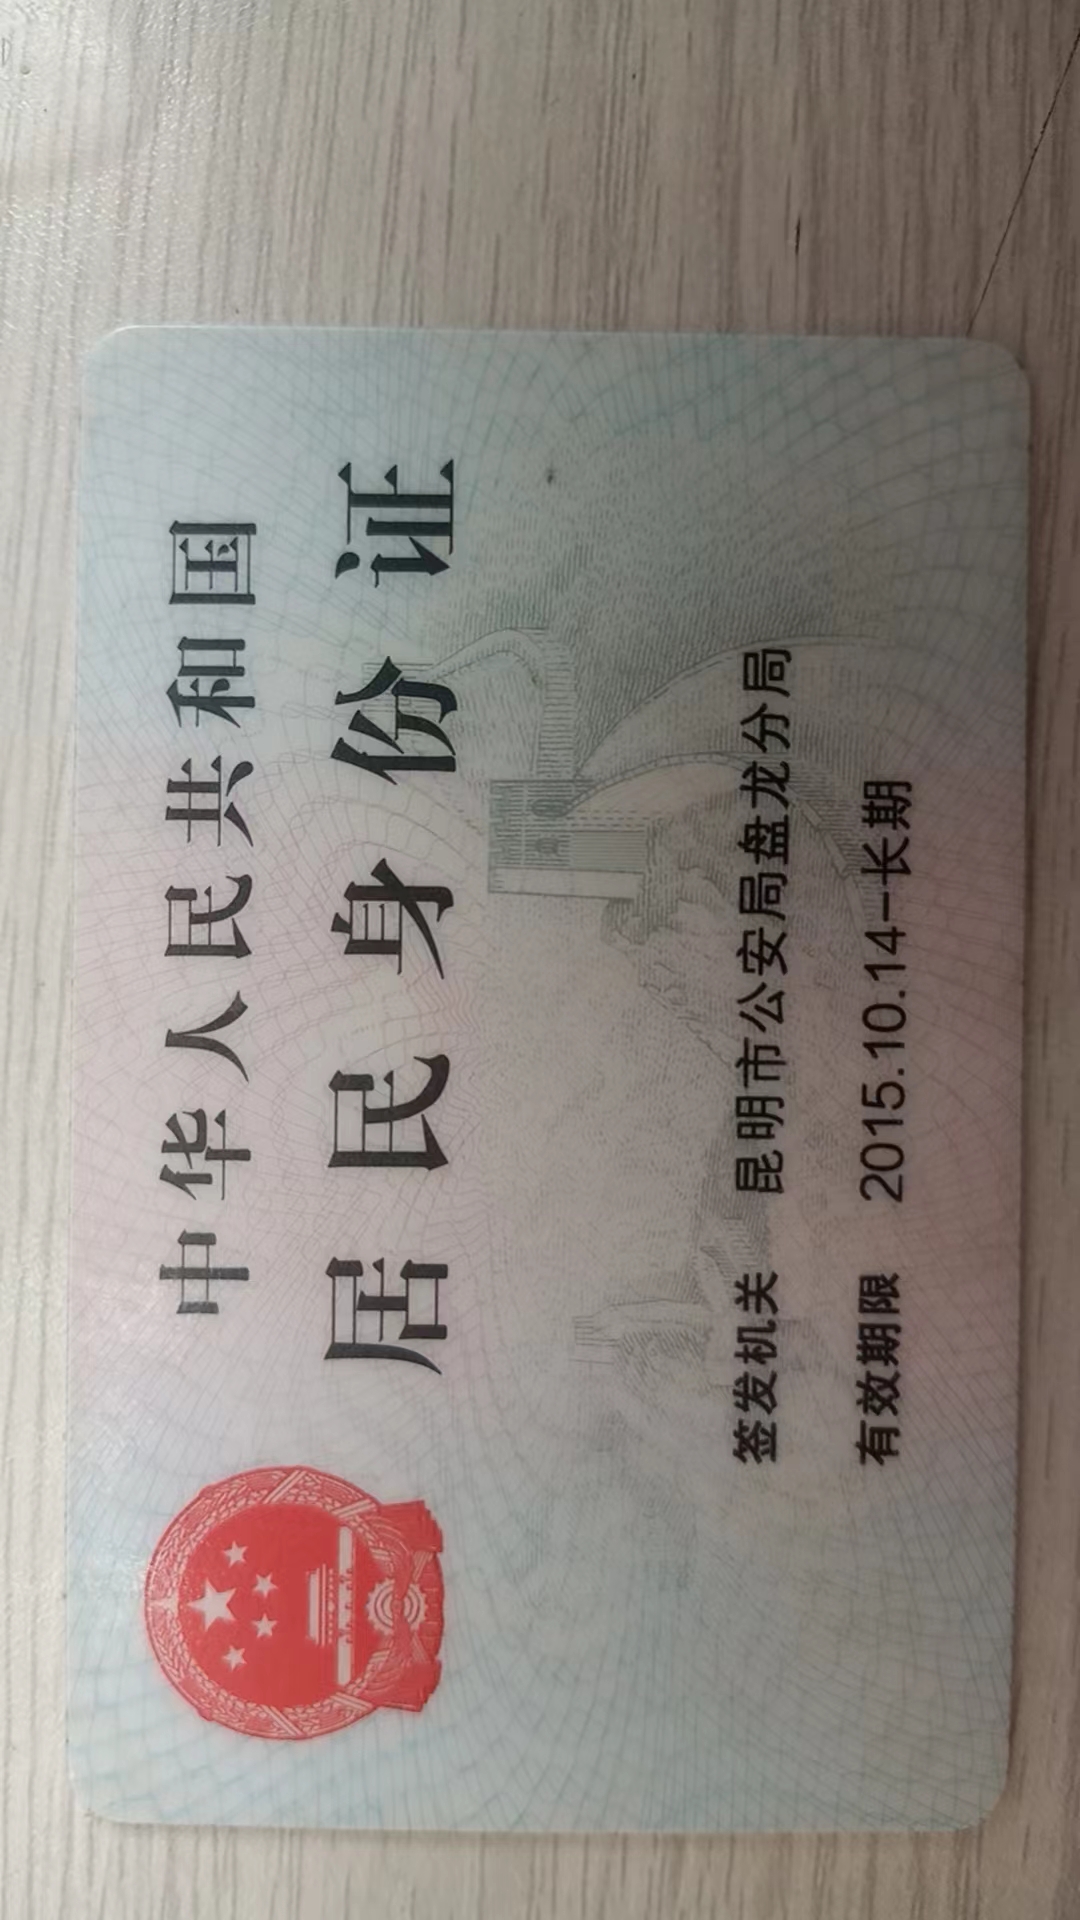 中华人民共和国
居民身份证
签发机关 昆明市公安局盘龙分局
有效期限 2015.10.14-长期